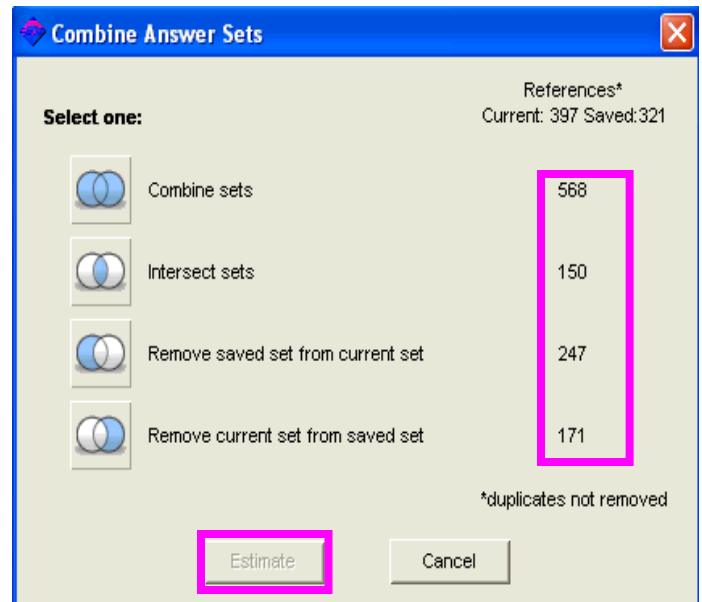 Combine Answer Sets
References*
Select one: Current: 397 Saved:321
Combine sets 568
Intersect sets 150
Remove saved set from current set 247
Remove current set from saved set 171
*duplicates not removed
Estimate Cancel